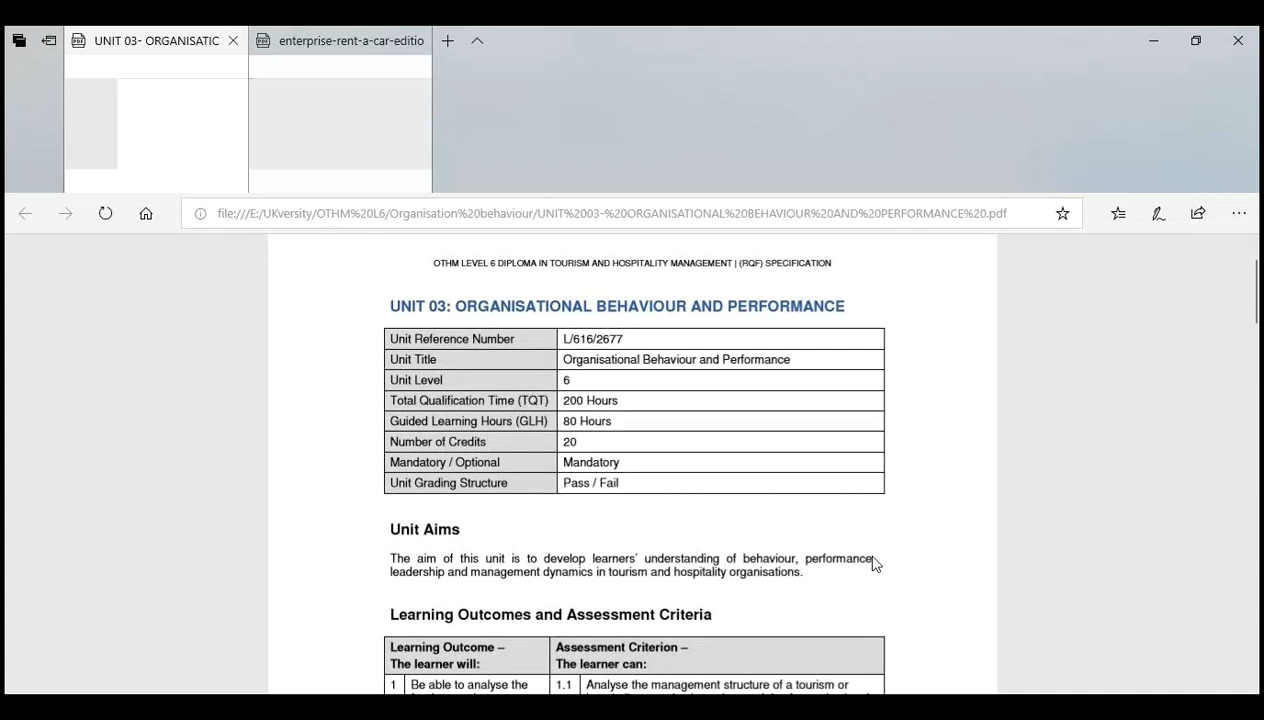 UNIT 03- ORGANISATIC
enterprise-rent-a-car-editio
file:///E:/UKversity/OTHM%20L6/Organisation%20behaviour/UNIT%2003-%20ORGANISATIONAL%20BEHAVIOUR%20AND%20PERFORMANCE%20.pdf
OTHM LEVEL 6 DIPLOMA IN TOURISM AND HOSPITALITY MANAGEMENT | (RQF) SPECIFICATION
UNIT 03: ORGANISATIONAL BEHAVIOUR AND PERFORMANCE
Unit Reference Number L/616/2677
Unit Title Organisational Behaviour and Performance
Unit Level 6
Total Qualification Time (TQT) 200 Hours
Guided Learning Hours (GLH) 80 Hours
Number of Credits 20
Mandatory / Optional Mandatory
Unit Grading Structure Pass / Fail
Unit Aims
The aim of this unit is to develop learners' understanding of behaviour, performance
leadership and management dynamics in tourism and hospitality organisations.
Learning Outcomes and Assessment Criteria
Learning Outcome – Assessment Criterion –
The learner will: The learner can:
1 Be able to analyse the 1.1 Analyse the management structure of a tourism or